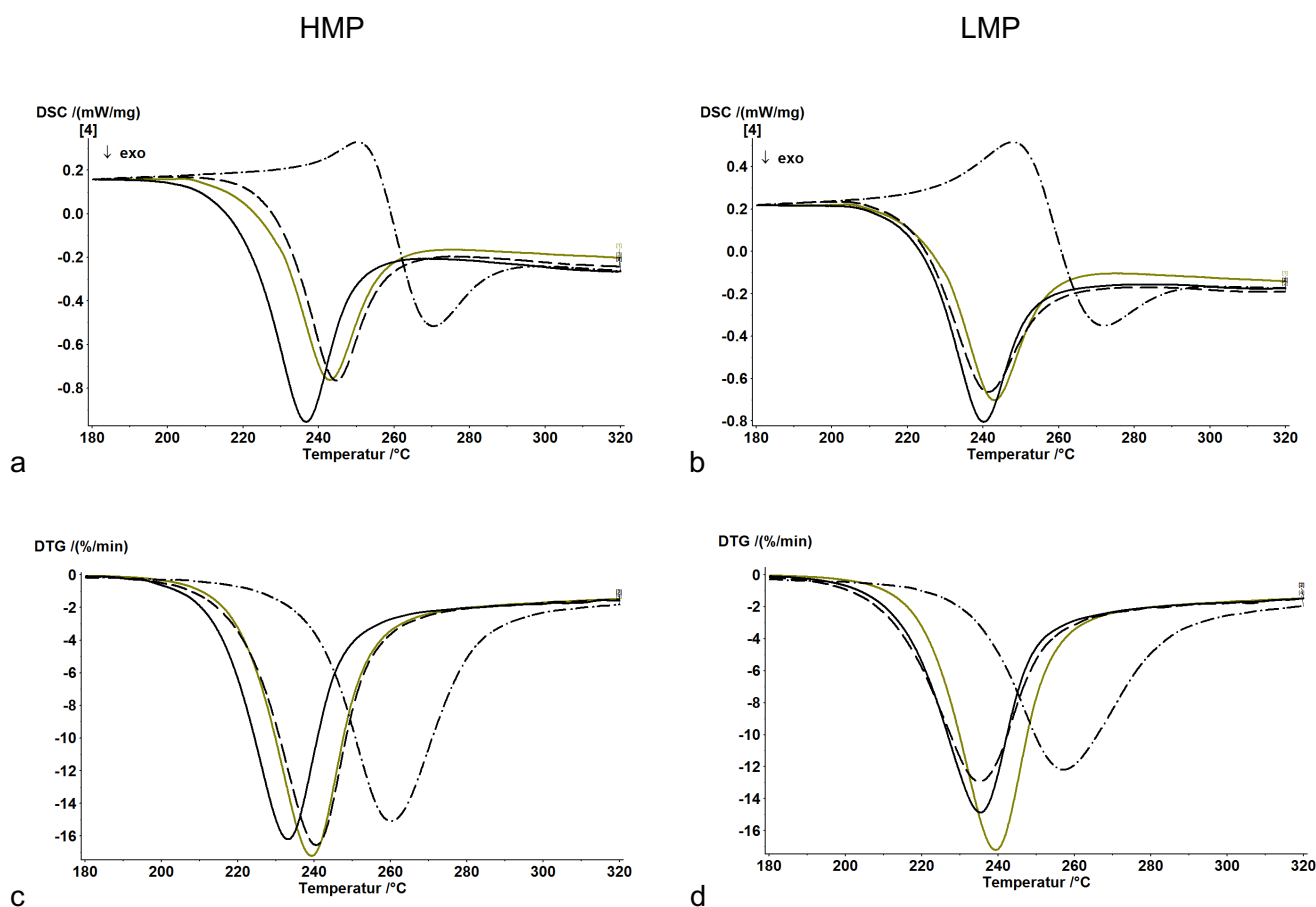 HMP
LMP
DSC /(mW/mg)
[4]
↓ exo
0.2
0.0
-0.2
-0.4
-0.6
-0.8
180 200 220 240 260 280 300 320
Temperatur /°C
a
DSC /(mW/mg)
[4]
↓ exo
0.4
0.2
0.0
-0.2
-0.4
-0.6
-0.8
180 200 220 240 260 280 300 320
Temperatur /°C
b
DTG /(%/min)
0
-2
-4
-6
-8
-10
-12
-14
-16
180 200 220 240 260 280 300 320
Temperatur /°C
c
DTG /(%/min)
0
-2
-4
-6
-8
-10
-12
-14
-16
180 200 220 240 260 280 300 320
Temperatur /°C
d